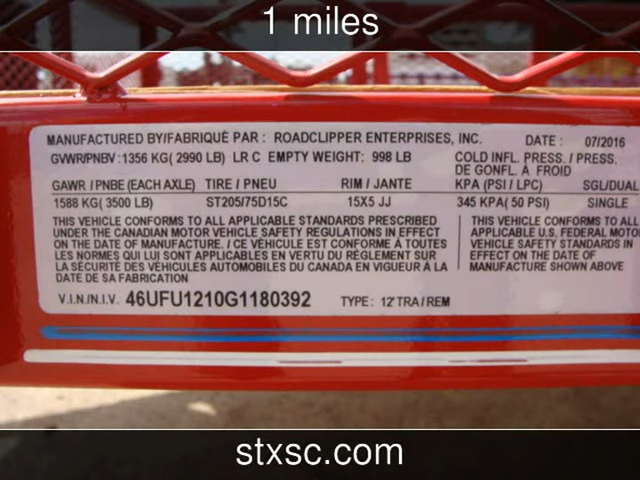 1 miles
MANUFACTURED BY/FABRIQUÉ PAR : ROADCLIPPER ENTERPRISES, INC. DATE : 07/2016
GVWR/PNBV : 1356 KG( 2990 LB) LR C EMPTY WEIGHT: 998 LB COLD INFL. PRESS. / PRESS.
DE GONFL. À FROID
GAWR / PNBE (EACH AXLE) TIRE / PNEU RIM / JANTE KPA (PSI / LPC) SGL/DUAL
1588 KG( 3500 LB) ST205/75D15C 15X5 JJ 345 KPA( 50 PSI) SINGLE
THIS VEHICLE CONFORMS TO ALL APPLICABLE STANDARDS PRESCRIBED
UNDER THE CANADIAN MOTOR VEHICLE SAFETY REGULATIONS IN EFFECT
ON THE DATE OF MANUFACTURE. / CE VÉHICULE EST CONFORME À TOUTES
LES NORMES QUI LUI SONT APPLICABLES EN VERTU DU RÉGLEMENT SUR
LA SÉCURITÉ DES VÉHICULES AUTOMOBILES DU CANADA EN VIGUEUR À LA
DATE DE SA FABRICATION
THIS VEHICLE CONFORMS TO
APPLICABLE U.S. FEDERAL MOTOR
VEHICLE SAFETY STANDARDS IN
EFFECT ON THE DATE OF
MANUFACTURE SHOWN ABOVE
V.I.N./N.I.V. 46UFU1210G1180392 TYPE : 12' TRA / REM
stxsc.com